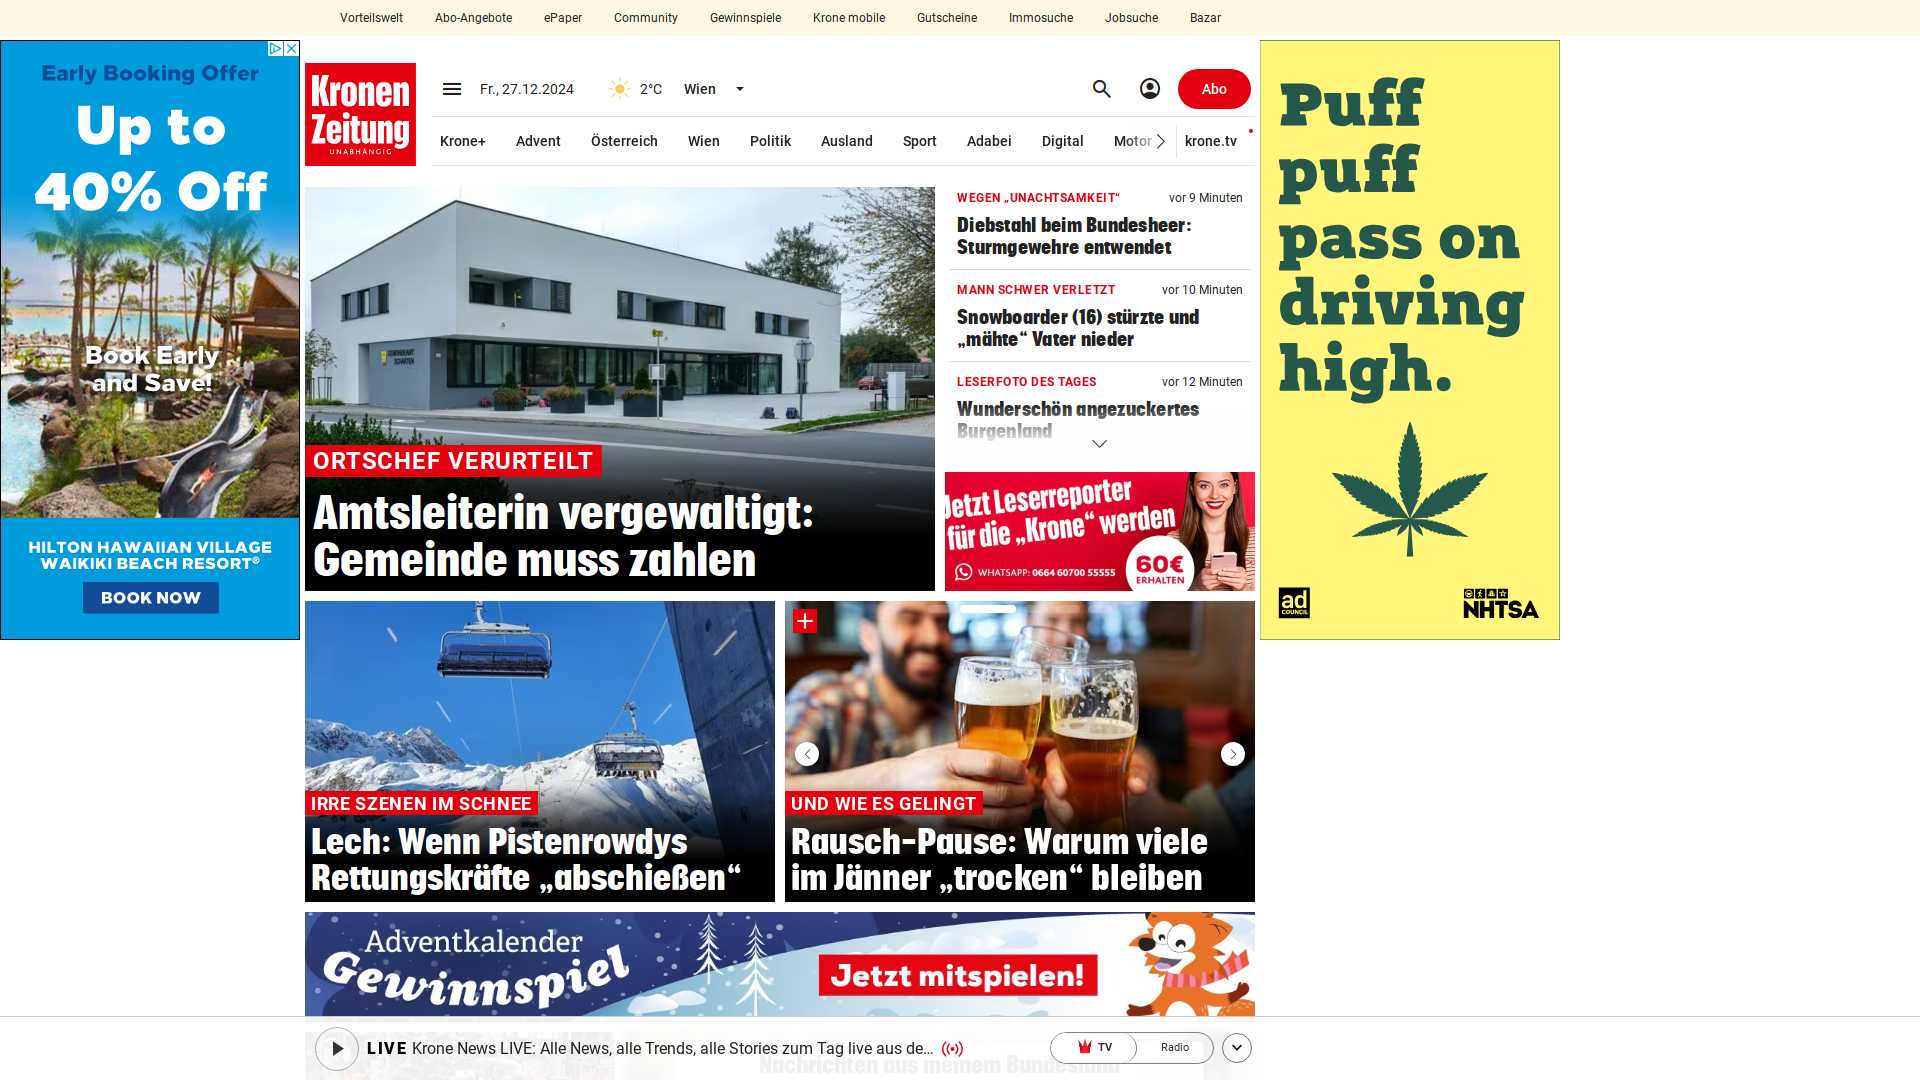 Vorteilswelt Abo-Angebote ePaper Community Gewinnspiele Krone mobile Gutscheine Immosuche Jobsuche Bazar
Early Booking Offer
Up to
40% Off
Book Early
and Save!
HILTON HAWAIIAN VILLAGE
WAIKIKI BEACH RESORT®
BOOK NOW
Kronen
Zeitung
UNABHÄNGIG
Fr., 27.12.2024 2°C Wien Abo
Krone+ Advent Österreich Wien Politik Ausland Sport Adabei Digital Motor krone.tv
GEMEINDEAMT
SCHARTEN
ORTSCHEF VERURTEILT
Amtsleiterin vergewaltigt:
Gemeinde muss zahlen
WEGEN „UNACHTSAMKEIT“ vor 9 Minuten
Diebstahl beim Bundesheer:
Sturmgewehre entwendet
MANN SCHWER VERLETZT vor 10 Minuten
Snowboarder (16) stürzte und
„mähte“ Vater nieder
LESERFOTO DES TAGES vor 12 Minuten
Wunderschön angezuckertes
Burgenland
Jetzt Leserreporter
für die „Krone“ werden
WHATSAPP: 0664 60700 55555
60€
ERHALTEN
Puff
puff
pass on
driving
high.
ad
COUNCIL
NHTSA
IRRE SZENEN IM SCHNEE
Lech: Wenn Pistenrowdys
Rettungskräfte „abschießen“
UND WIE ES GELINGT
Rausch-Pause: Warum viele
im Jänner „trocken“ bleiben
Adventkalender
Gewinnspiel
Jetzt mitspielen!
LIVE Krone News LIVE: Alle News, alle Trends, alle Stories zum Tag live aus de... TV Radio
Nachrichten aus meinem Bundesland